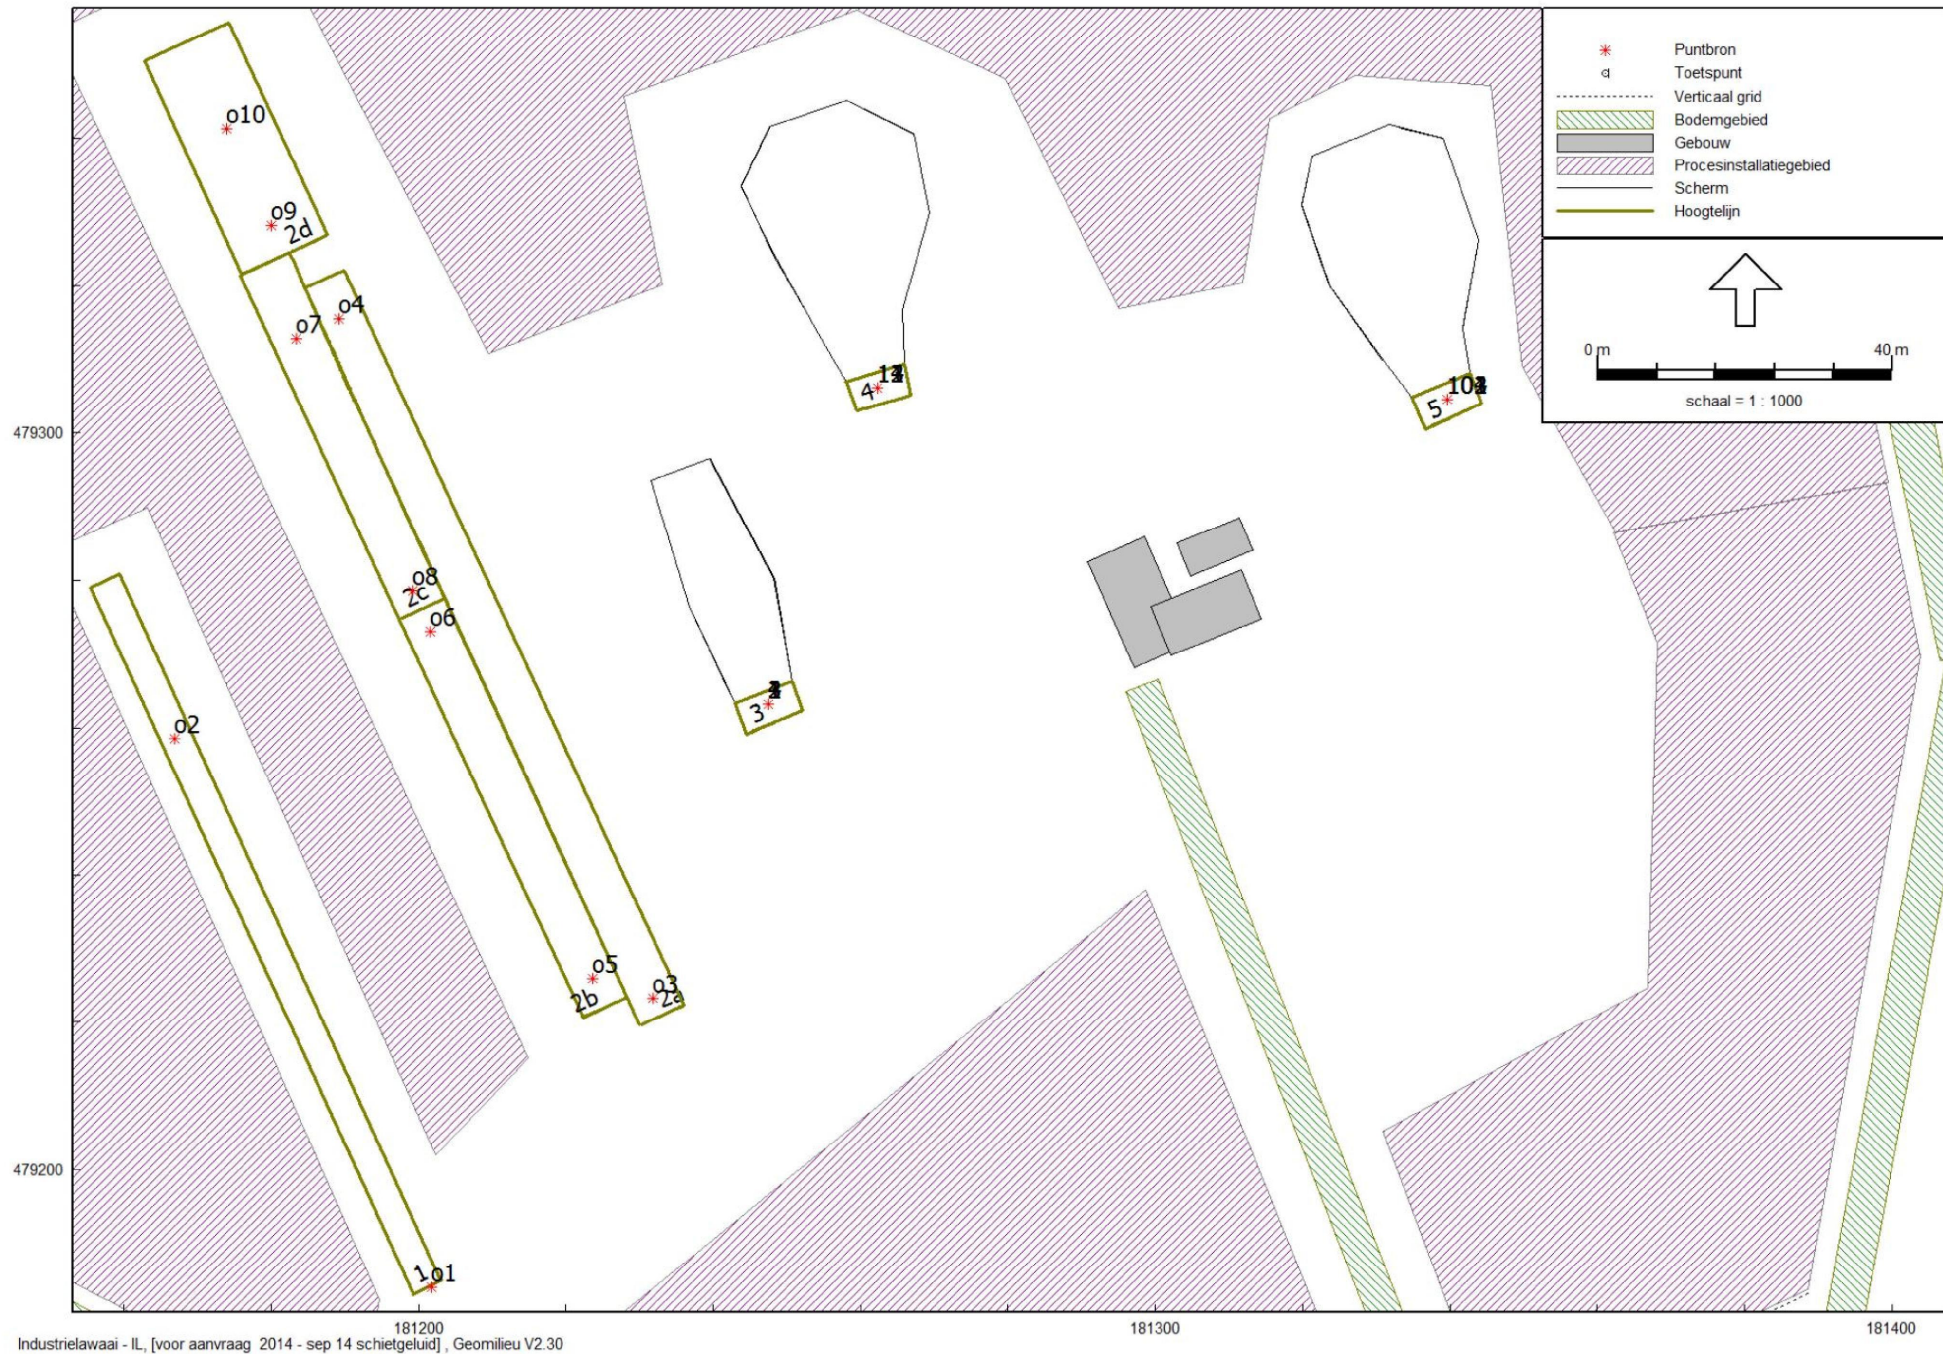 Puntbron
Toetspunt
Verticaal grid
Bodemgebied
Gebouw
Procesinstallatiegebied
Scherm
Hoogtelijn
0 m 40 m
schaal = 1 : 1000
o10
o9
2d
o4
o7
4
5
479300
o8
2c
o6
3
o2
o5
2b
o3
2a
479200
1
o1
181200 181300 181400
Industrielawaai - IL, [voor aanvraag 2014 - sep 14 schietgeluid] , Geomilieu V2.30